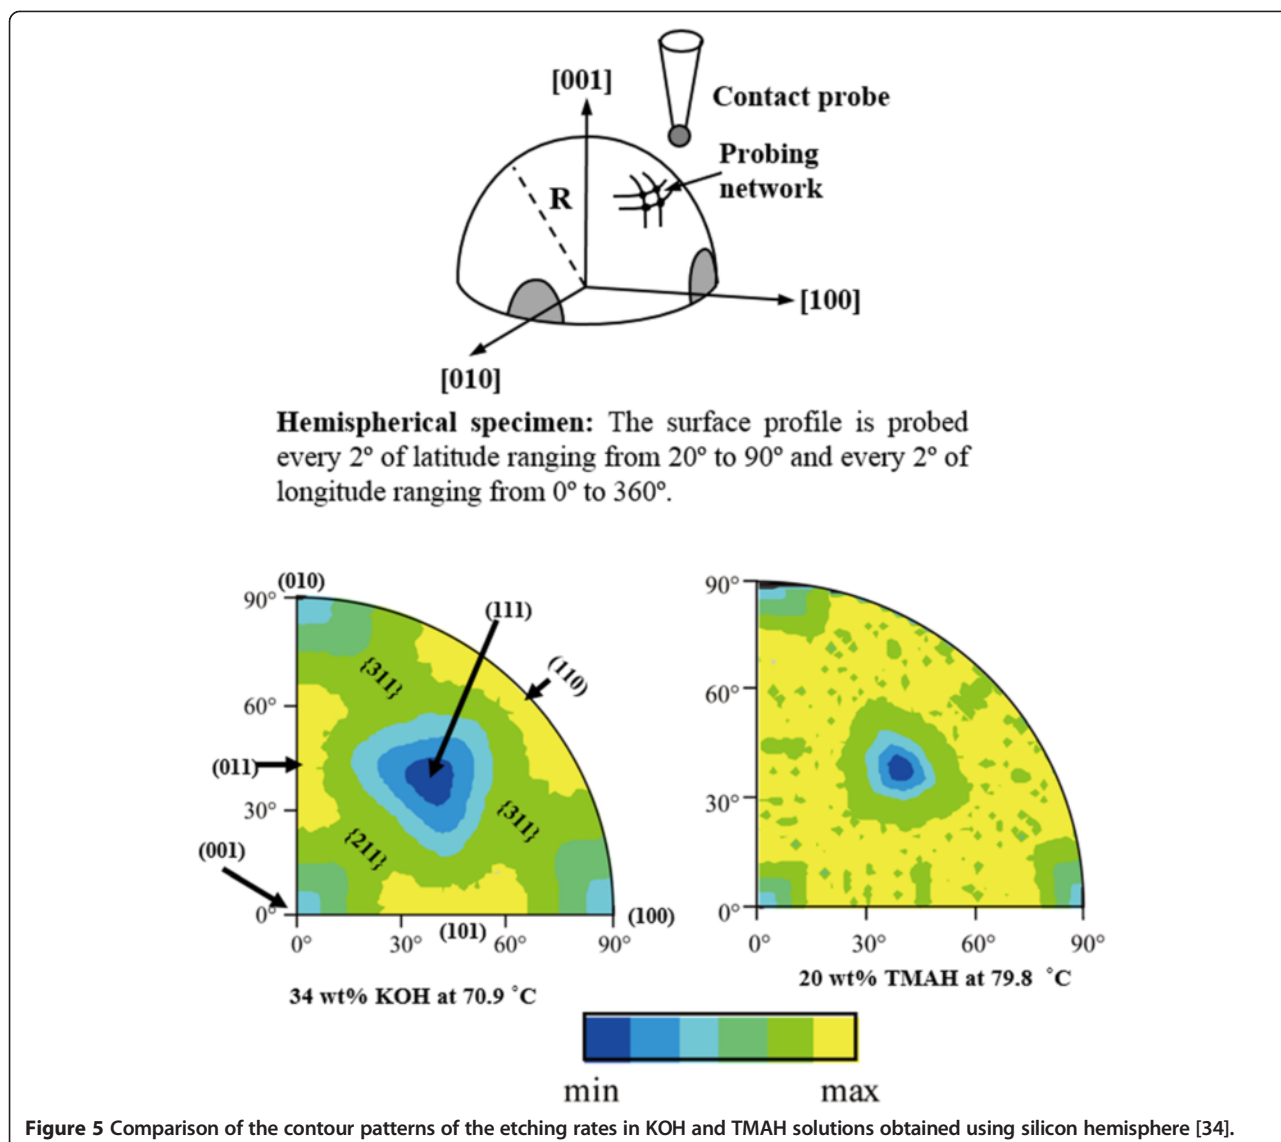 [001]
Contact probe
Probing
network
R
[100]
[010]
Hemispherical specimen: The surface profile is probed
every 2° of latitude ranging from 20° to 90° and every 2° of
longitude ranging from 0° to 360°.
(010)
90°
(111)
(110)
{311}
60°
(011)
30°
{311}
{211}
(001)
0°
(100)
0°
30°
(101)
60°
90°
34 wt% KOH at 70.9 °C
90°
60°
30°
0°
0°
30°
60°
90°
20 wt% TMAH at 79.8 °C
min
max
Figure 5 Comparison of the contour patterns of the etching rates in KOH and TMAH solutions obtained using silicon hemisphere [34].